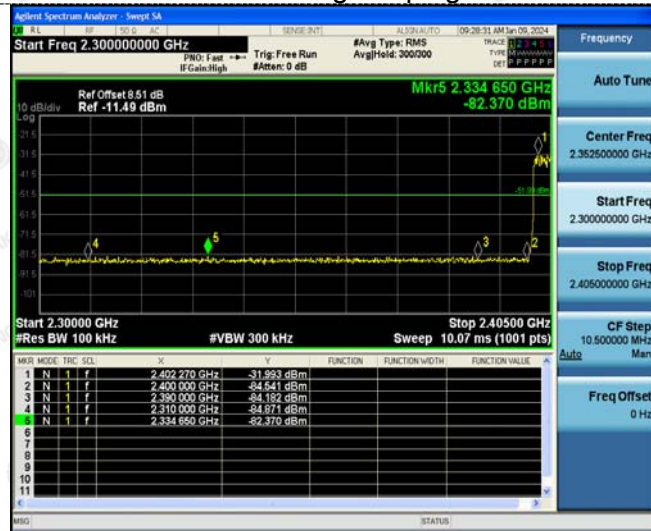 Agilent Spectrum Analyzer - Swept SA
RL RF 50 Ω AC SENSE:INT ALIGNAUTO 09:28:31 AM Jan 09, 2024
Start Freq 2.300000000 GHz
PNO: Fast
IFGain:High
Trig: Free Run
#Atten: 0 dB
#Avg Type: RMS
Avg|Hold: 300/300
TRACE 1 2 3 4 5 6
TYPE
DET P P P P P P
Ref Offset 8.51 dB
Ref -11.49 dBm
Mkr5 2.334 650 GHz
-82.370 dBm
10 dB/div
Log
-21.5
-31.5
-41.5
-51.5
-61.5
-71.5
-81.5
-91.5
-101
1
2
3
4
5
Start 2.30000 GHz
Stop 2.40500 GHz
#Res BW 100 kHz
#VBW 300 kHz
Sweep 10.07 ms (1001 pts)
MKR MODE TRC SCL X Y FUNCTION FUNCTION WIDTH FUNCTION VALUE
1 N 1 f 2.402 270 GHz -31.993 dBm
2 N 1 f 2.400 000 GHz -84.541 dBm
3 N 1 f 2.390 000 GHz -84.182 dBm
4 N 1 f 2.310 000 GHz -84.871 dBm
5 N 1 f 2.334 650 GHz -82.370 dBm
6
7
8
9
10
11
MSG
STATUS
Frequency
Auto Tune
Center Freq
2.352500000 GHz
Start Freq
2.300000000 GHz
Stop Freq
2.405000000 GHz
CF Step
10.500000 MHz
Auto Man
Freq Offset
0 Hz